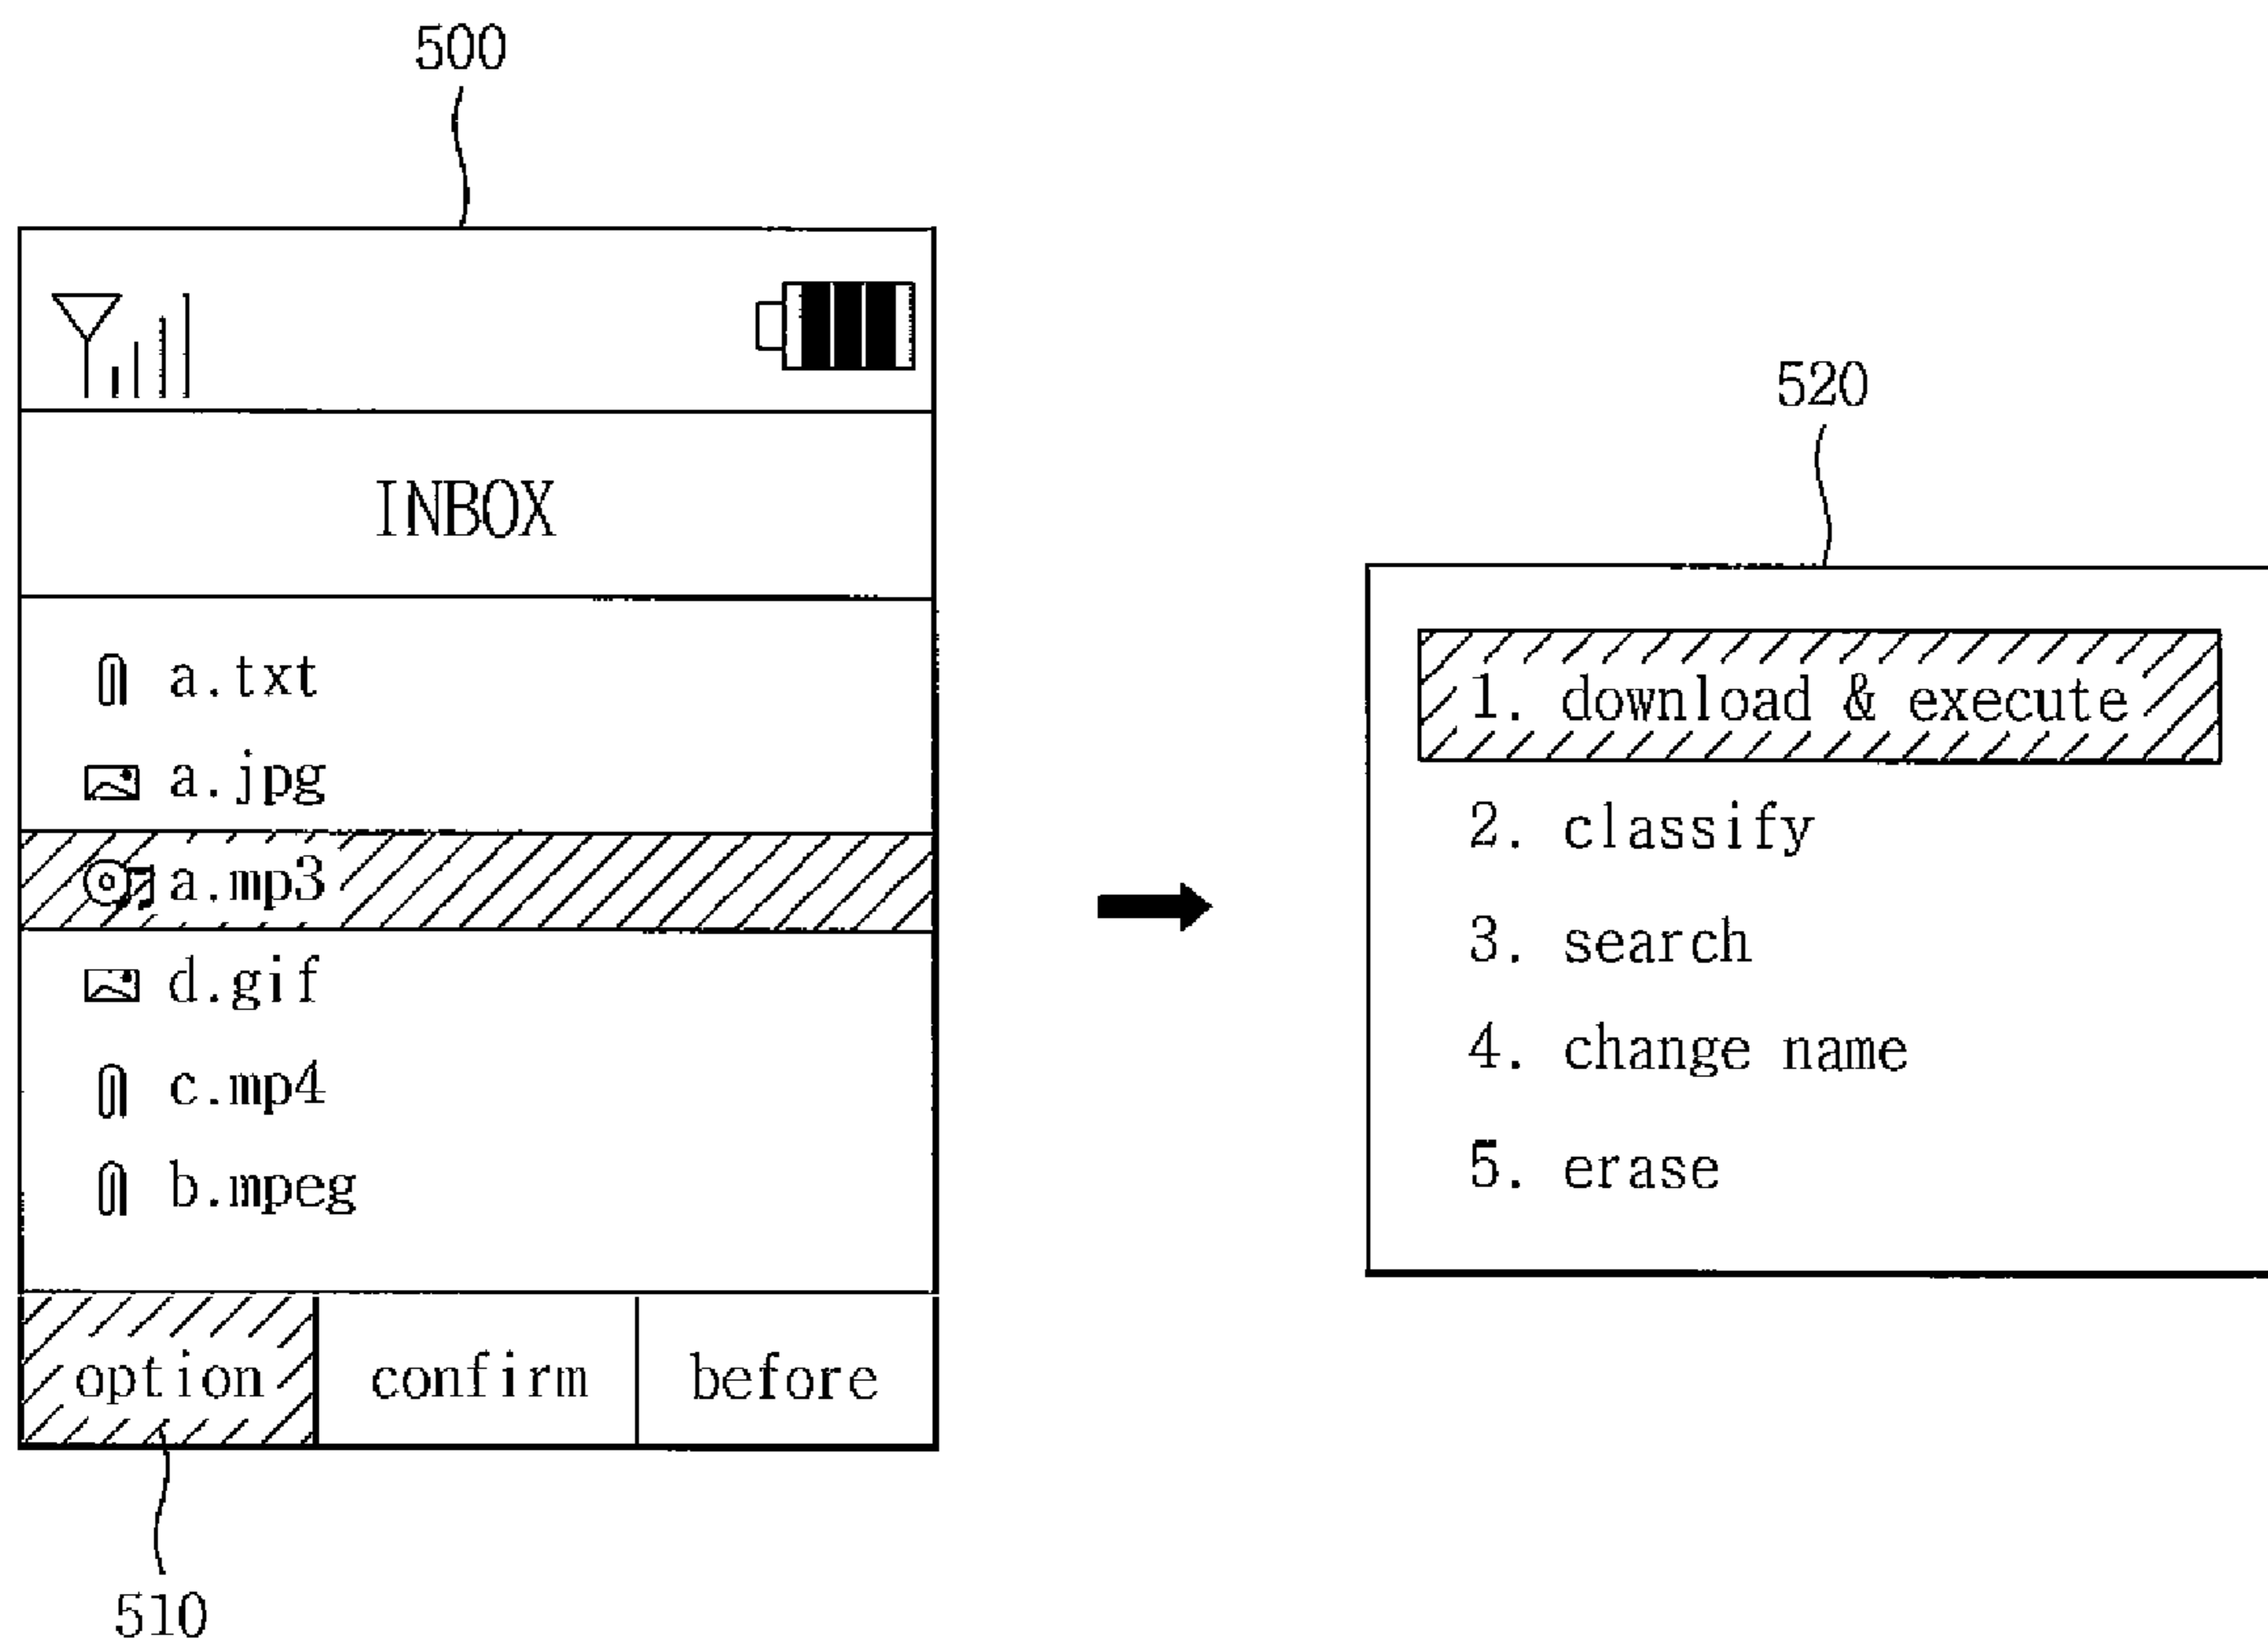 500
INBOX
a.txt
a.jpg
a.mp3
d.gif
c.mp4
b.mpeg
option confirm before
510
520
1. download & execute
2. classify
3. search
4. change name
5. erase